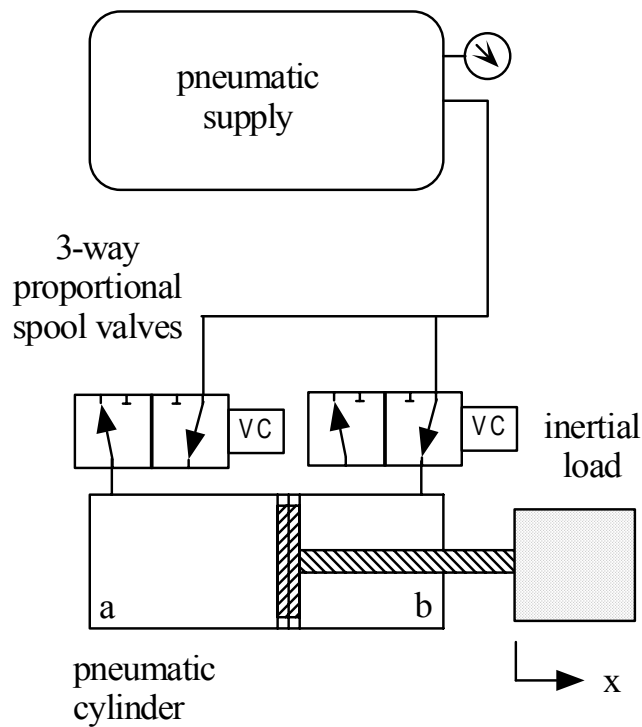 pneumatic
supply
3-way
proportional
spool valves
VC
VC
inertial
load
a
b
x
pneumatic
cylinder